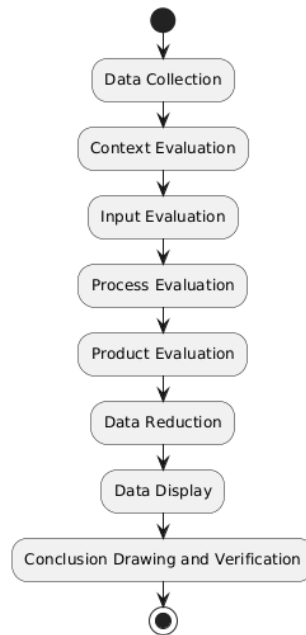 Data Collection
Context Evaluation
Input Evaluation
Process Evaluation
Product Evaluation
Data Reduction
Data Display
Conclusion Drawing and Verification